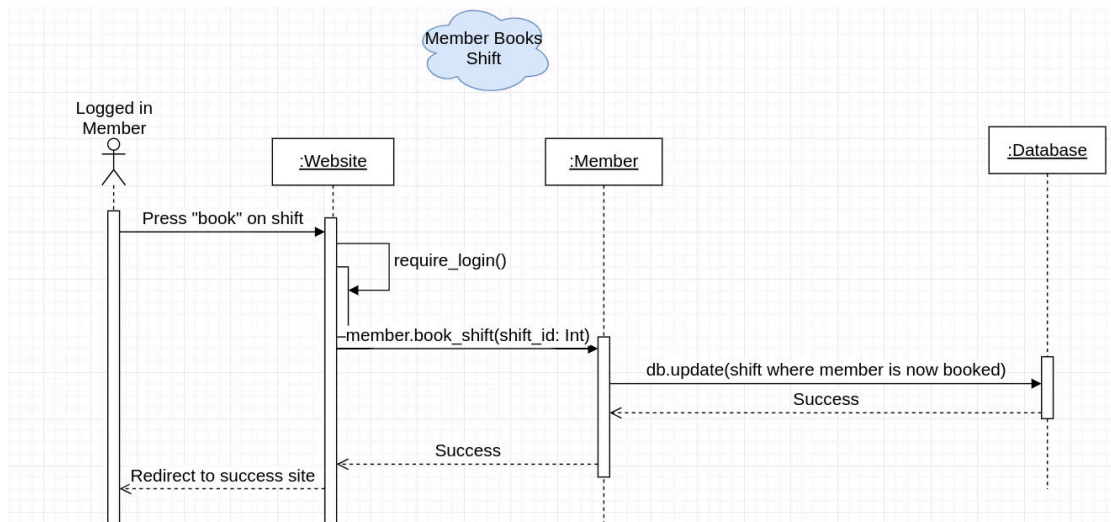 Member Books
Shift
Logged in
Member
:Website
:Member
:Database
Press "book" on shift
require_login()
member.book_shift(shift_id: Int)
db.update(shift where member is now booked)
Success
Success
Redirect to success site